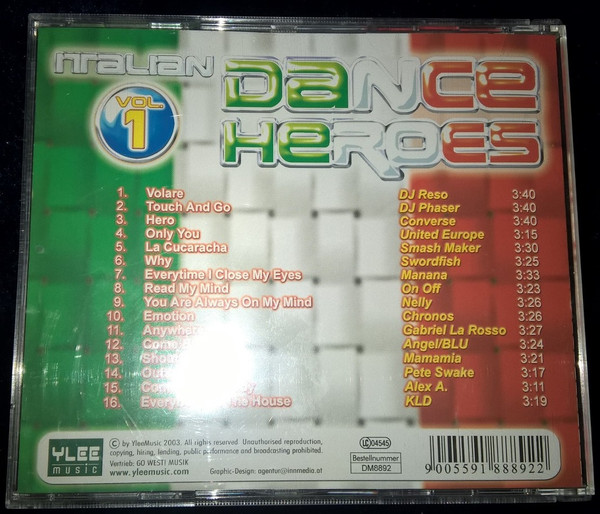 ITALIAN DANCE
VOL. 1 HEROES
1. Volare DJ Reso 3:40
2. Touch And Go DJ Phaser 3:40
3. Hero Converse 3:40
4. Only You United Europe 3:15
5. La Cucaracha Smash Maker 3:30
6. Why Swordfish 3:25
7. Everytime I Close My Eyes Manana 3:33
8. Read My Mind On Off 3:23
9. You Are Always On My Mind Nelly 3:26
10. Emotion Chronos 3:26
11. Anywhere Gabriel La Rosso 3:27
12. Come Angel/BLU 3:24
13. Mamamia 3:21
14. Pete Swake 3:17
15. Alex A. 3:11
16. House KLD 3:19
YLEE MUSIC
© by YleeMusic 2003. All rights reserved. Unauthorised reproduction,
copying, hiring, lending, public performance and broadcasting prohibited.
Vertrieb: GO WEST! MUSIK
www.yleemusic.com Graphic-Design: agentur@innmedia.at
LC 04545
Bestellnummer
DM6892
9 005591 888922